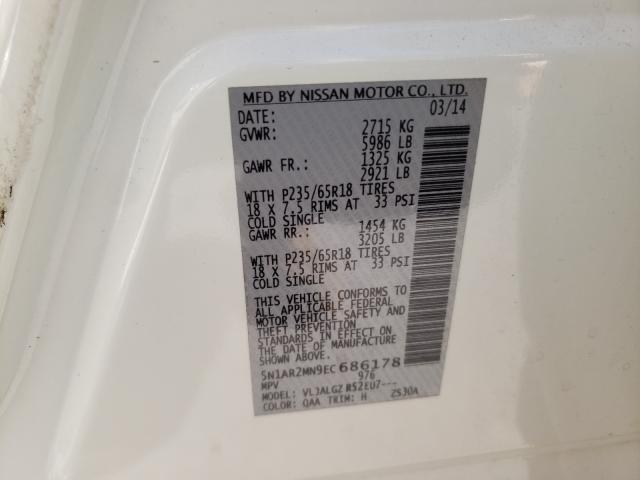 MFD BY NISSAN MOTOR CO., LTD.
DATE: 03/14
GVWR: 2715 KG
5986 LB
GAWR FR.: 1325 KG
2921 LB
WITH P235/65R18 TIRES
18 X 7.5 RIMS AT 33 PSI
COLD SINGLE
GAWR RR.: 1454 KG
3205 LB
WITH P235/65R18 TIRES
18 X 7.5 RIMS AT 33 PSI
COLD SINGLE
THIS VEHICLE CONFORMS TO
ALL APPLICABLE FEDERAL
MOTOR VEHICLE SAFETY AND
THEFT PREVENTION
STANDARDS IN EFFECT ON
THE DATE OF MANUFACTURE
SHOWN ABOVE.
5N1AR2MN9EC686178
MPV 976
MODEL: RS2EU7---
COLOR: QAA TRIM: H ZS30A